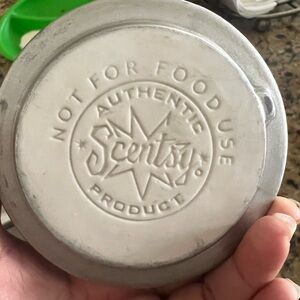 NOT FOR FOOD USE
AUTHENTIC
Scentsy
PRODUCT